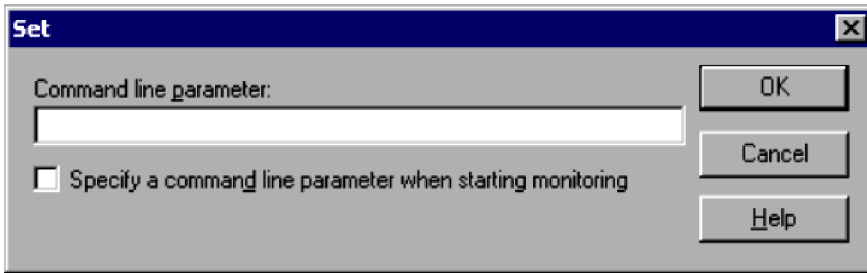 Set
Command line parameter:
OK
Cancel
Specify a command line parameter when starting monitoring
Help